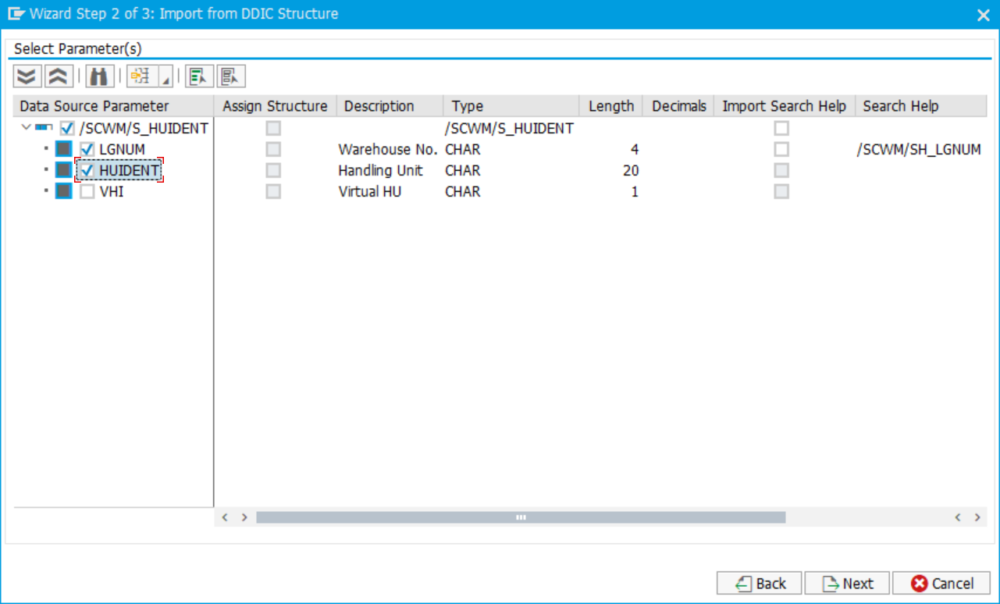 Wizard Step 2 of 3: Import from DDIC Structure
Select Parameter(s)
Data Source Parameter Assign Structure Description Type Length Decimals Import Search Help Search Help
/SCWM/S_HUIDENT /SCWM/S_HUIDENT
LGNUM Warehouse No. CHAR 4 /SCWM/SH_LGNUM
HUIDENT Handling Unit CHAR 20
VHI Virtual HU CHAR 1
Back Next Cancel